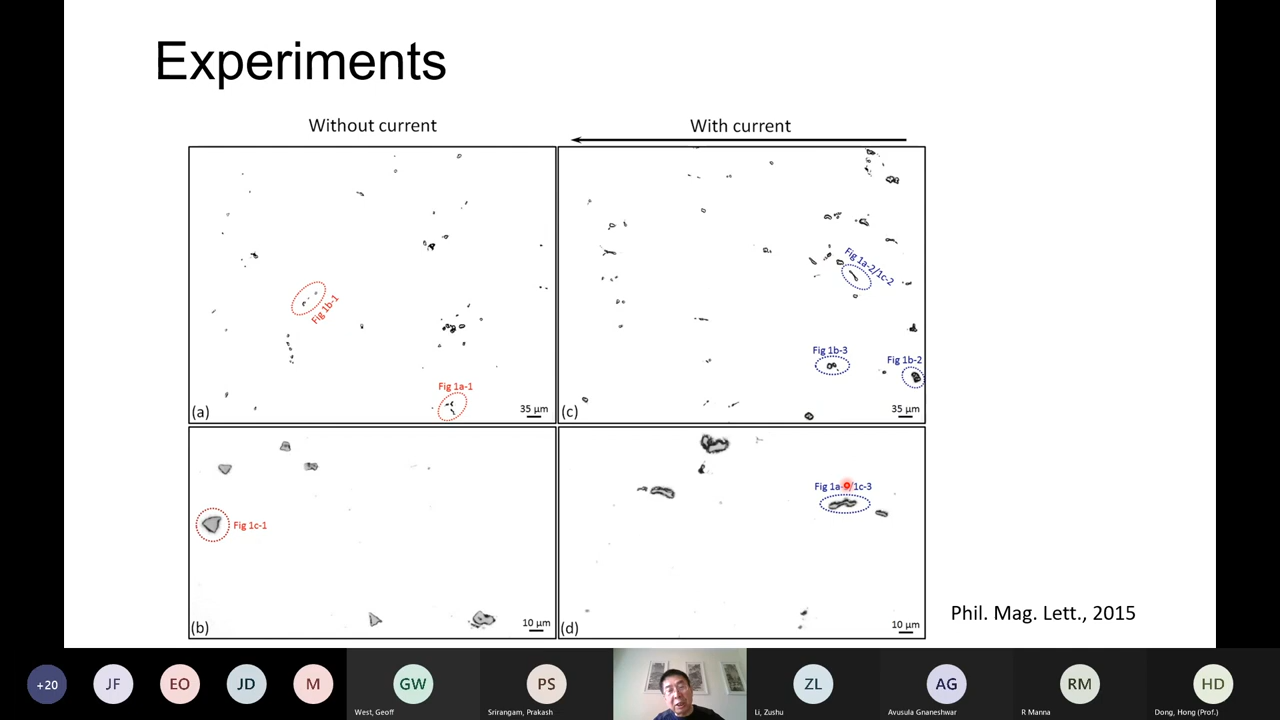 Experiments
Without current
With current
Fig 1b-1
Fig 1a-1
(a)
35 µm
Fig 1a-2/1c-2
Fig 1b-3
Fig 1b-2
(c)
35 µm
Fig 1c-1
(b)
10 µm
Fig 1a- /1c-3
(d)
10 µm
Phil. Mag. Lett., 2015
+20
JF
EO
JD
M
GW
PS
ZL
AG
RM
HD
West, Geoff
Srirangam, Prakash
Li, Zushu
Avusula Gnaneshwar
R Manna
Dong, Hong (Prof.)